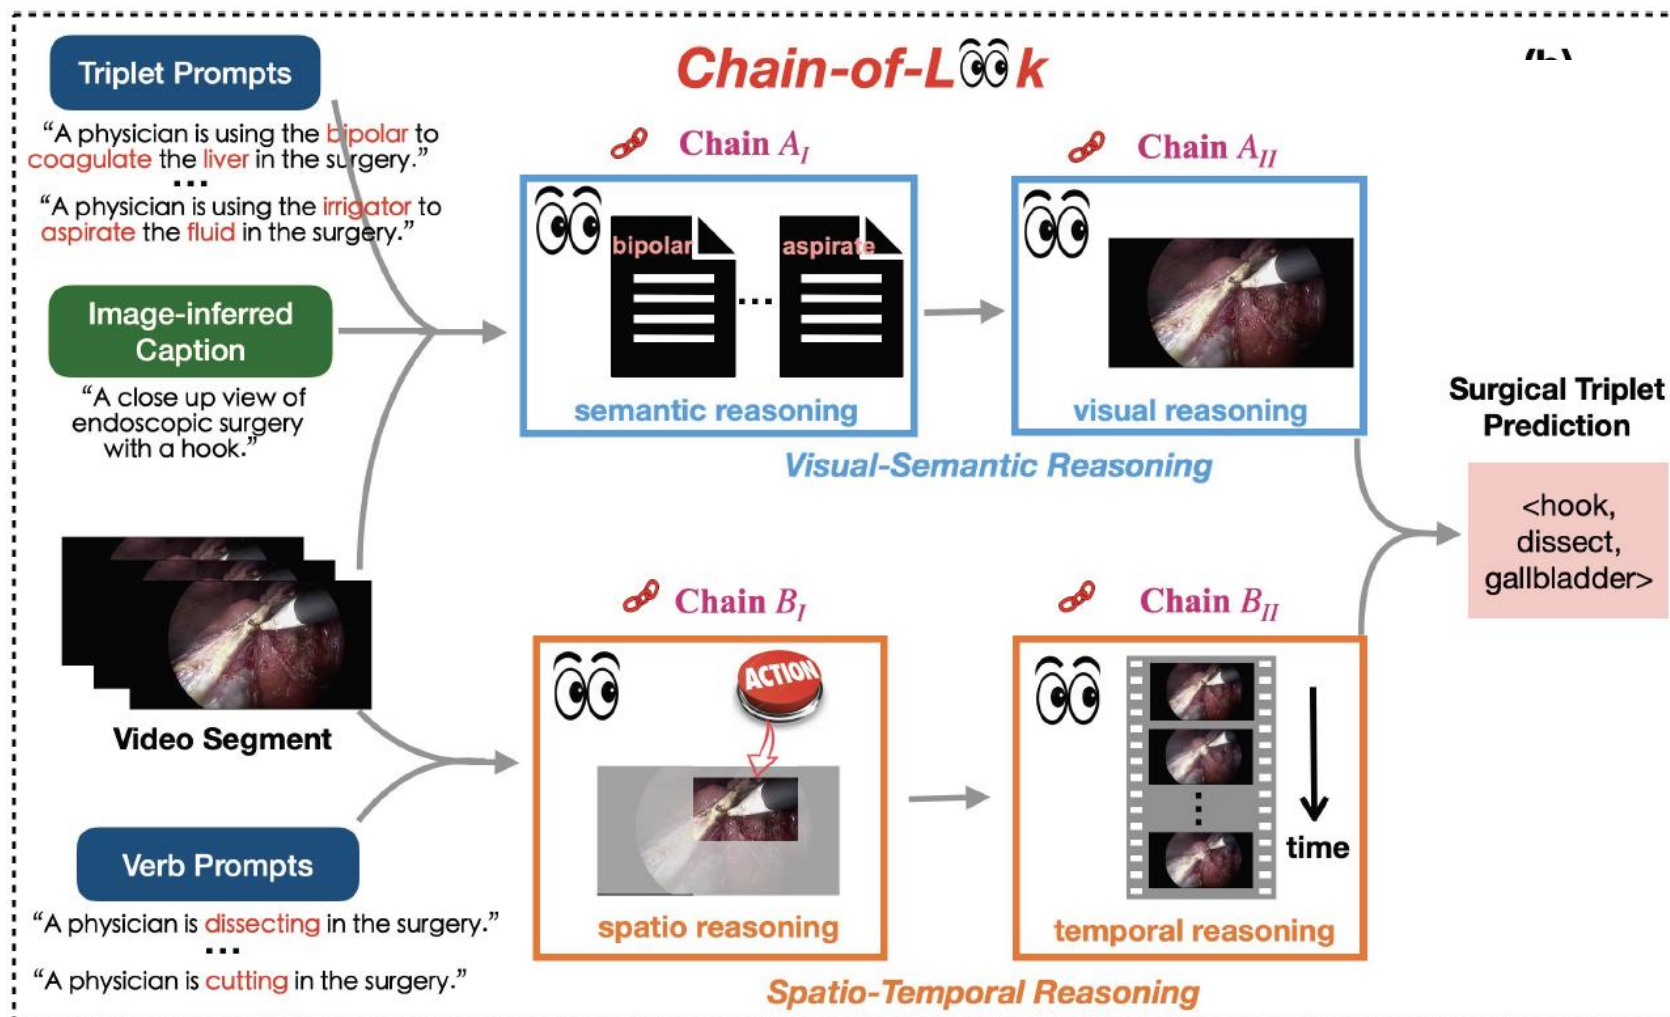 Chain-of-Look
(b)
Triplet Prompts
“A physician is using the bipolar to
coagulate the liver in the surgery.”
...
“A physician is using the irrigator to
aspirate the fluid in the surgery.”
Image-inferred
Caption
“A close up view of
endoscopic surgery
with a hook.”
Video Segment
Verb Prompts
“A physician is dissecting in the surgery.”
...
“A physician is cutting in the surgery.”
Chain A_I
bipolar
...
aspirate
semantic reasoning
Chain A_II
visual reasoning
Visual-Semantic Reasoning
Chain B_I
ACTION
spatio reasoning
Chain B_II
time
temporal reasoning
Spatio-Temporal Reasoning
Surgical Triplet
Prediction
<hook,
dissect,
gallbladder>